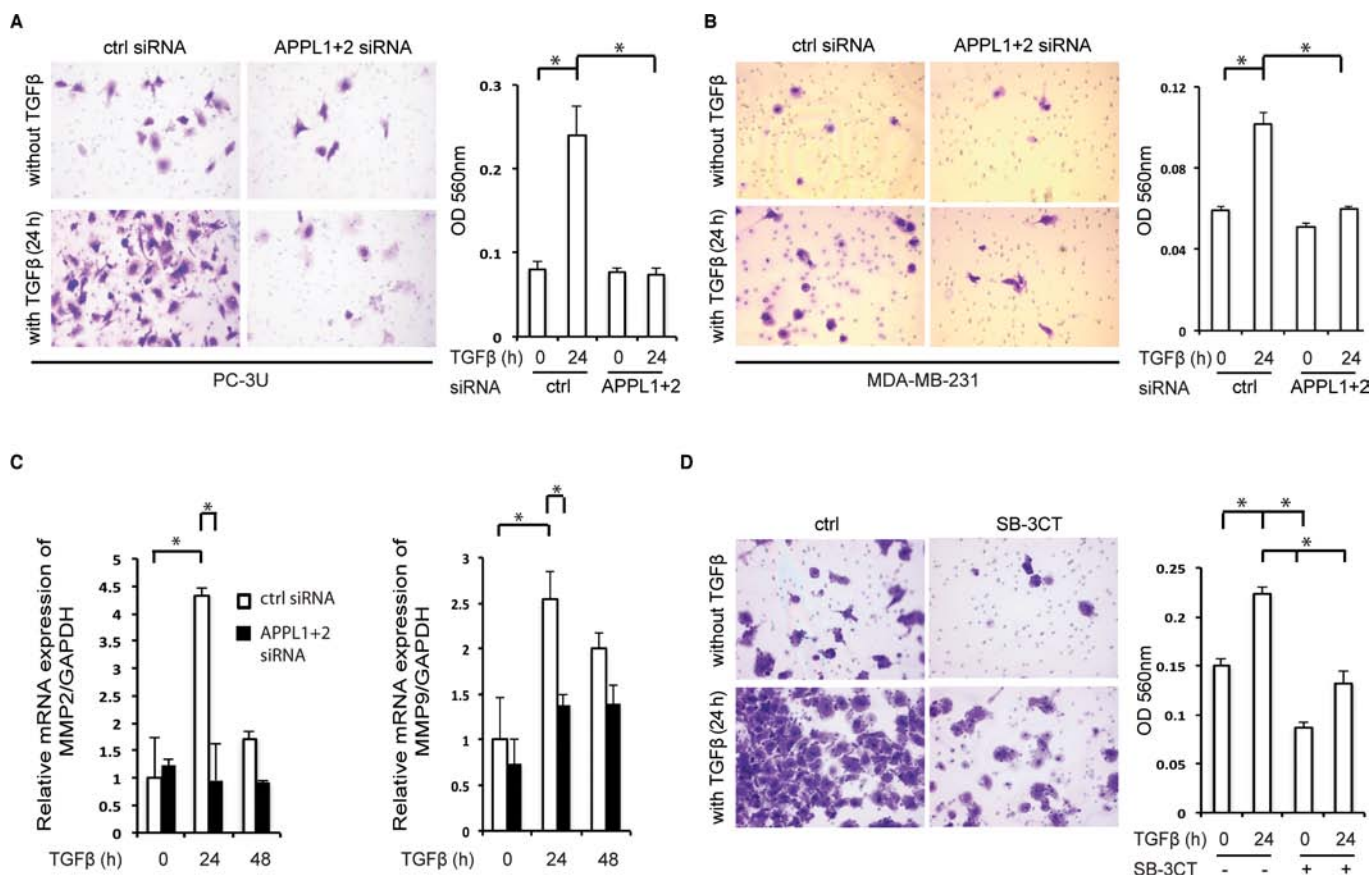 A
ctrl siRNA
APPL1+2 siRNA
without TGFβ
with TGFβ (24 h)
PC-3U
*
*
OD 560nm
0.3
0.2
0.1
0
TGFβ (h)
0 24 0 24
siRNA
ctrl
APPL1+2
B
ctrl siRNA
APPL1+2 siRNA
without TGFβ
with TGFβ (24 h)
MDA-MB-231
*
*
OD 560nm
0.12
0.08
0.04
0
TGFβ (h)
0 24 0 24
siRNA
ctrl
APPL1+2
C
Relative mRNA expression of
MMP2/GAPDH
*
*
5
4.5
4
3.5
3
2.5
2
1.5
1
0.5
0
ctrl siRNA
APPL1+2
siRNA
TGFβ (h) 0 24 48
Relative mRNA expression of
MMP9/GAPDH
*
*
3
2.5
2
1.5
1
0.5
0
TGFβ (h) 0 24 48
D
ctrl
SB-3CT
without TGFβ
with TGFβ (24 h)
* *
*
OD 560nm
0.25
0.2
0.15
0.1
0.05
0
TGFβ (h) 0 24 0 24
SB-3CT - - + +